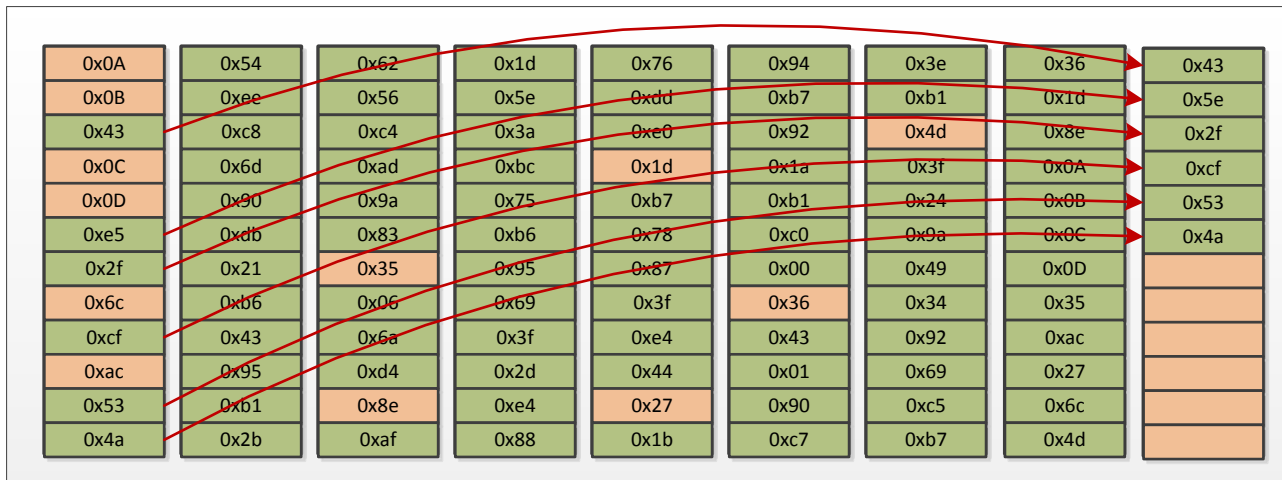 0x0A 0x54 0x62 0x1d 0x76 0x94 0x3e 0x36 0x43
0x0B 0xee 0x56 0x5e 0xdd 0xb7 0xb1 0x1d 0x5e
0x43 0xc8 0xc4 0x3a 0xe0 0x92 0x4d 0x8e 0x2f
0x0C 0x6d 0xad 0xbc 0x1d 0x1a 0x3f 0x0A 0xcf
0x0D 0x90 0x9a 0x75 0xb7 0xb1 0x24 0x0B 0x53
0xe5 0xdb 0x83 0xb6 0x78 0xc0 0x9a 0x0C 0x4a
0x2f 0x21 0x35 0x95 0x87 0x00 0x49 0x0D
0x6c 0xb6 0x06 0x69 0x3f 0x36 0x34 0x35
0xcf 0x43 0x6a 0x3f 0xe4 0x43 0x92 0xac
0xac 0x95 0xd4 0x2d 0x44 0x01 0x69 0x27
0x53 0xb1 0x8e 0xe4 0x27 0x90 0xc5 0x6c
0x4a 0x2b 0xaf 0x88 0x1b 0xc7 0xb7 0x4d